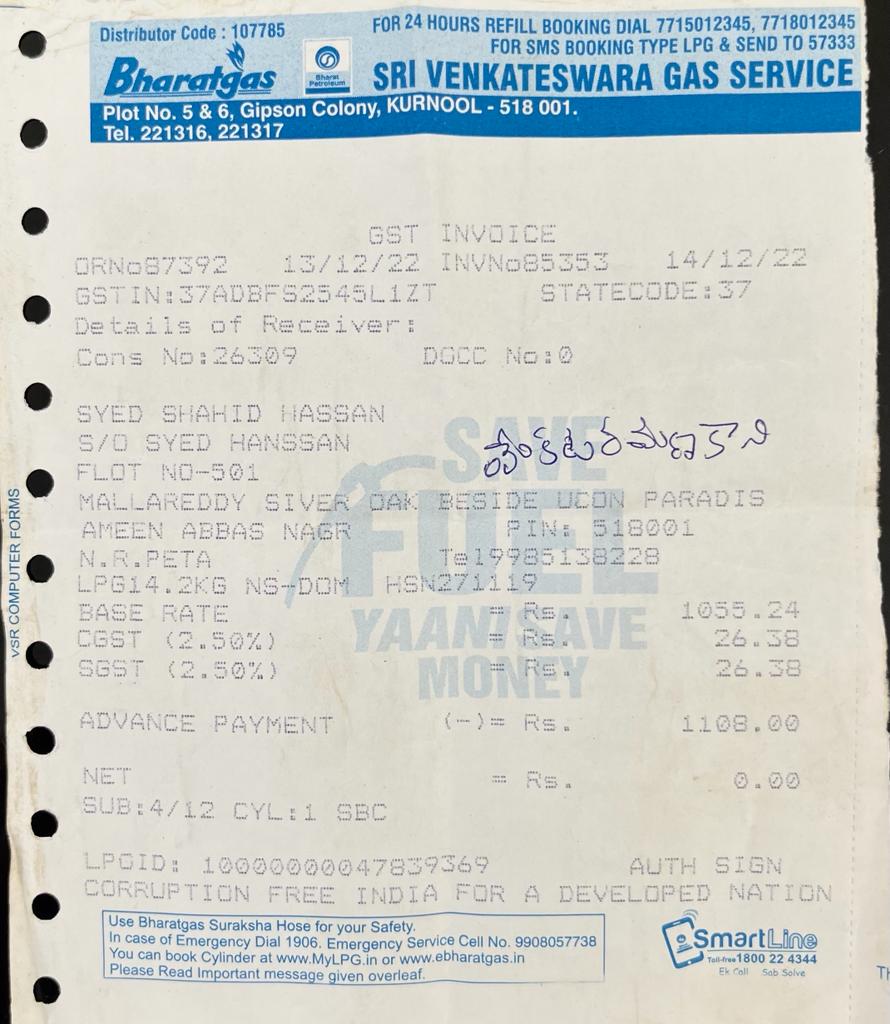 Distributor Code : 107785
FOR 24 HOURS REFILL BOOKING DIAL 7715012345, 7718012345
FOR SMS BOOKING TYPE LPG & SEND TO 57333
Bharatgas
Bharat Petroleum
SRI VENKATESWARA GAS SERVICE
Plot No. 5 & 6, Gipson Colony, KURNOOL - 518 001.
Tel. 221316, 221317
GST INVOICE
ORNo87392 13/12/22 INVNo85353 14/12/22
GSTIN:37ADBFS2545L1ZT STATECODE:37
Details of Receiver:
Cons No:26309 DGCC No:0
SYED SHAHID HASSAN
S/O SYED HANSSAN
వెంకటరమణ కాని
FLOT NO-501
MALLAREDDY SIVER OAK BESIDE UCON PARADIS
AMEEN ABBAS NAGR PIN: 518001
N.R.PETA Tel9985138228
LPG14.2KG NS-DOM HSN271119
BASE RATE = Rs. 1055.24
CGST (2.50%) = Rs. 26.38
SGST (2.50%) = Rs. 26.38
ADVANCE PAYMENT (-)= Rs. 1108.00
NET = Rs. 0.00
SUB:4/12 CYL:1 SBC
LPGID: 1000000047839369 AUTH SIGN
CORRUPTION FREE INDIA FOR A DEVELOPED NATION
SAVE
FUEL
YAANI SAVE
MONEY
VSR COMPUTER FORMS
Use Bharatgas Suraksha Hose for your Safety.
In case of Emergency Dial 1906. Emergency Service Cell No. 9908057738
You can book Cylinder at www.MyLPG.in or www.ebharatgas.in
Please Read Important message given overleaf.
SmartLine
Toll-free 1800 22 4344
Ek Call Sab Solve